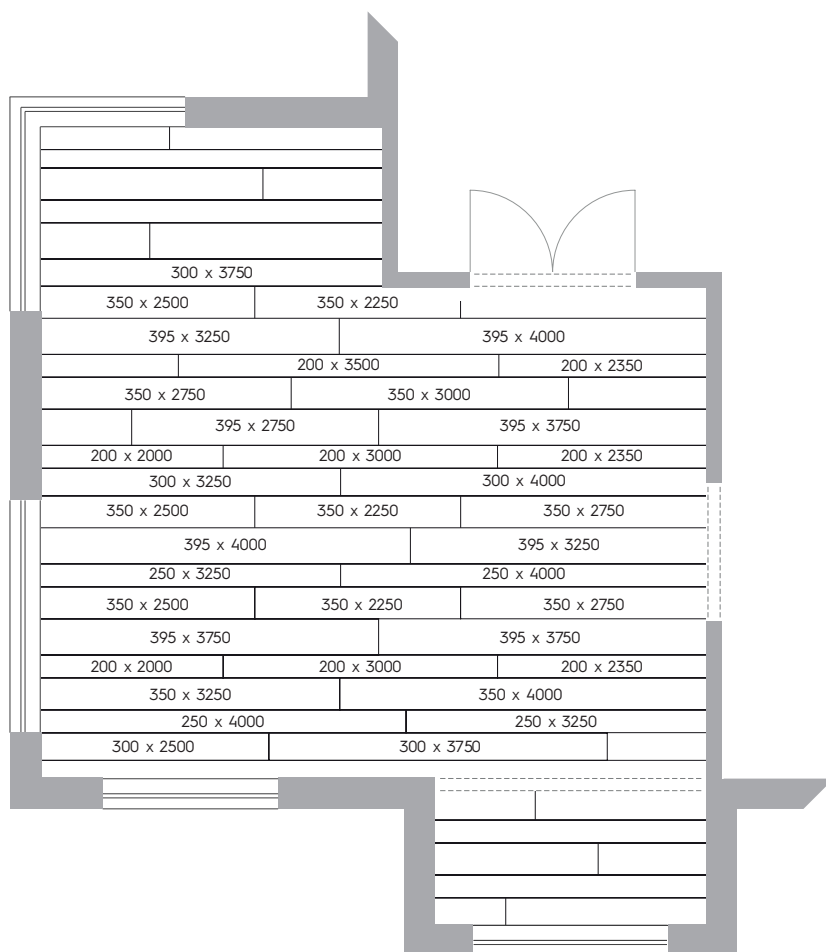 300 x 3750
350 x 2500 350 x 2250
395 x 3250 395 x 4000
200 x 3500 200 x 2350
350 x 2750 350 x 3000
395 x 2750 395 x 3750
200 x 2000 200 x 3000 200 x 2350
300 x 3250 300 x 4000
350 x 2500 350 x 2250 350 x 2750
395 x 4000 395 x 3250
250 x 3250 250 x 4000
350 x 2500 350 x 2250 350 x 2750
395 x 3750 395 x 3750
200 x 2000 200 x 3000 200 x 2350
350 x 3250 350 x 4000
250 x 4000 250 x 3250
300 x 2500 300 x 3750